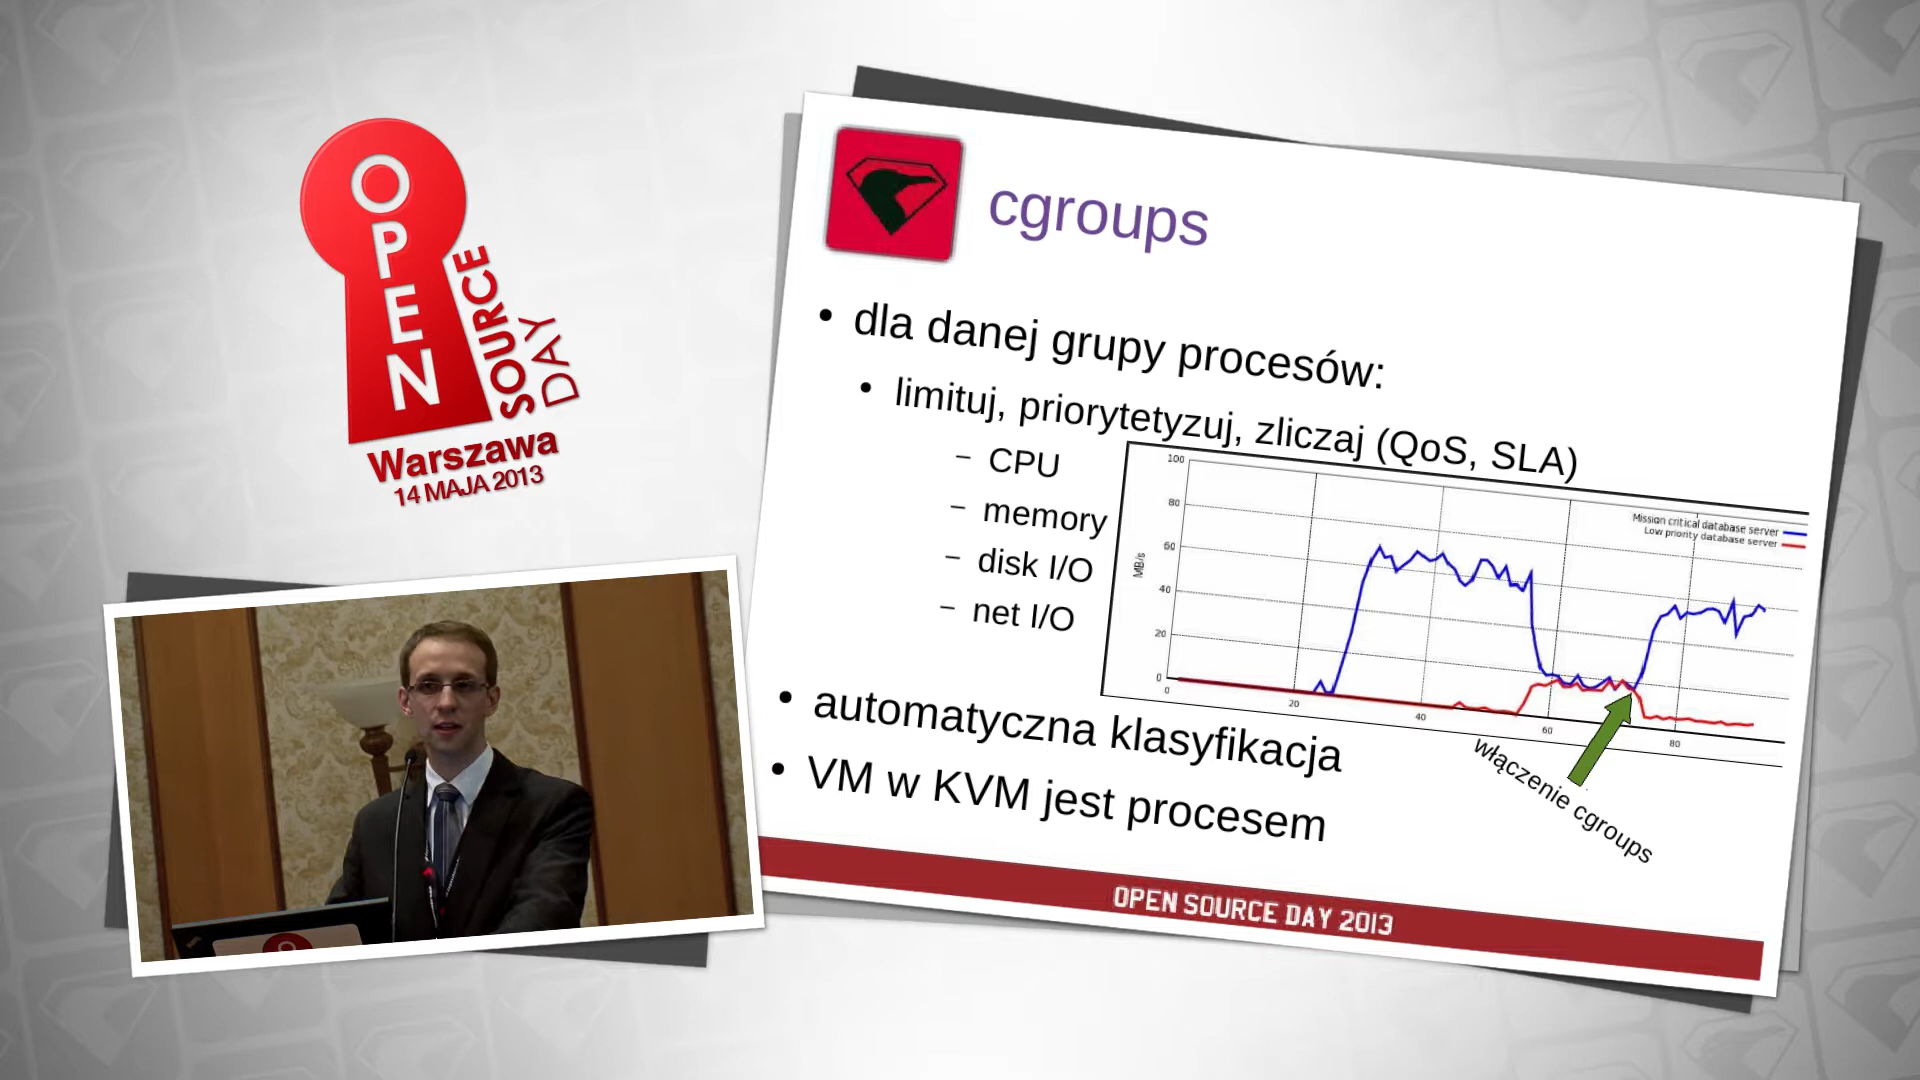 OPEN
SOURCE
DAY
Warszawa
14 MAJA 2013
cgroups
• dla danej grupy procesów:
• limituj, priorytetyzuj, zliczaj (QoS, SLA)
– CPU
– memory
– disk I/O
– net I/O
100
80
60
40
20
0
MB/s
Mission critical database server
Low priority database server
0
20
40
60
80
włączenie cgroups
• automatyczna klasyfikacja
• VM w KVM jest procesem
OPEN SOURCE DAY 2013